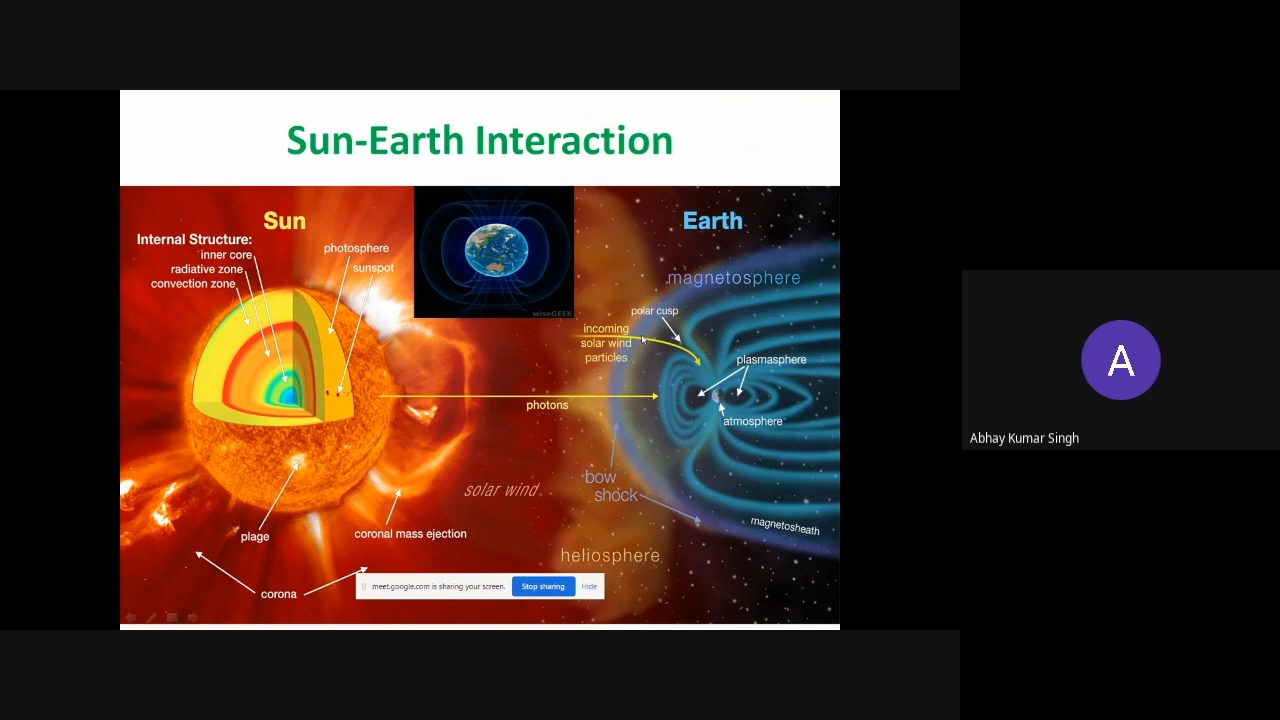 Sun-Earth Interaction
Sun
Internal Structure:
inner core
radiative zone
convection zone
photosphere
sunspot
wiseGEEK
Earth
magnetosphere
polar cusp
incoming
solar wind
particles
plasmasphere
photons
atmosphere
bow
shock
solar wind
magnetosheath
plage
coronal mass ejection
heliosphere
corona
meet.google.com is sharing your screen.
Stop sharing
Hide
A
Abhay Kumar Singh